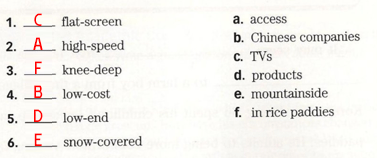 1. C flat-screen
2. A high-speed
3. F knee-deep
4. B low-cost
5. D low-end
6. E snow-covered
a. access
b. Chinese companies
c. TVs
d. products
e. mountainside
f. in rice paddies